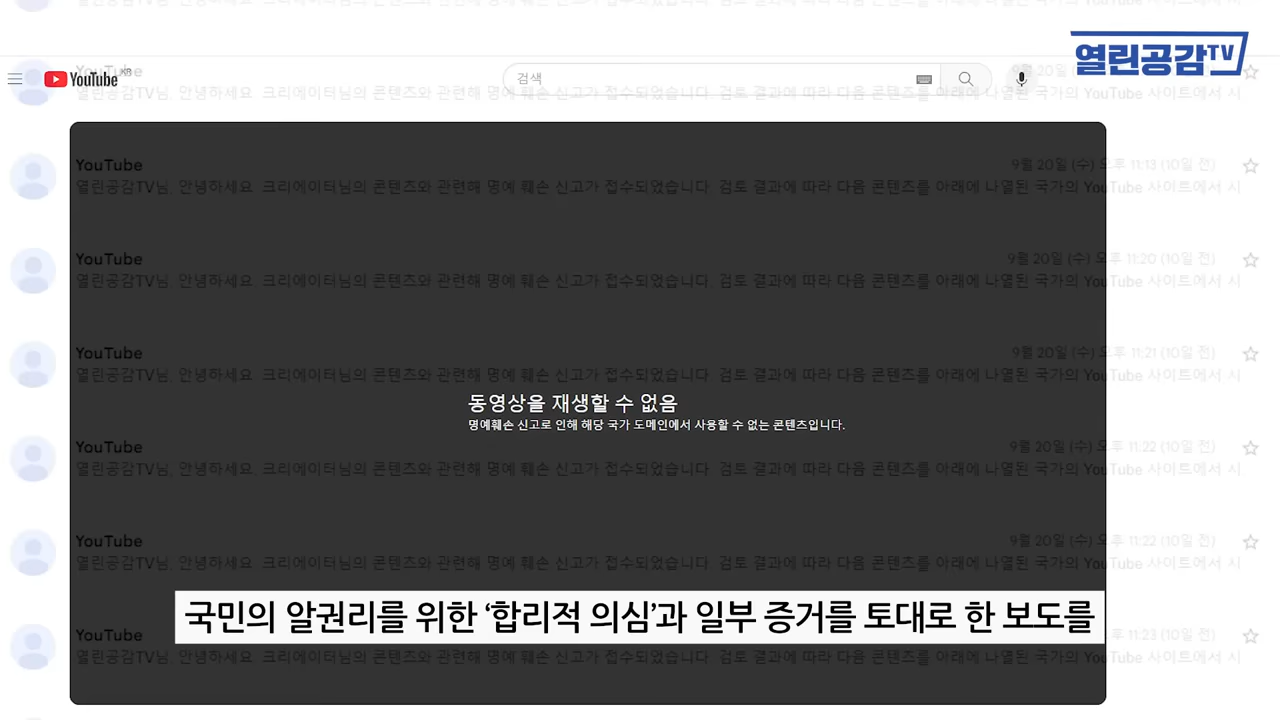 열린공감TV
YouTube KR
검색
YouTube
9월 20일 (수) 오후 11:13 (10일 전)
열린공감TV님, 안녕하세요. 크리에이터님의 콘텐츠와 관련해 명예 훼손 신고가 접수되었습니다. 검토 결과에 따라 다음 콘텐츠를 아래에 나열된 국가의 YouTube 사이트에서 시
YouTube
9월 20일 (수) 오후 11:20 (10일 전)
열린공감TV님, 안녕하세요. 크리에이터님의 콘텐츠와 관련해 명예 훼손 신고가 접수되었습니다. 검토 결과에 따라 다음 콘텐츠를 아래에 나열된 국가의 YouTube 사이트에서 시
YouTube
9월 20일 (수) 오후 11:21 (10일 전)
열린공감TV님, 안녕하세요. 크리에이터님의 콘텐츠와 관련해 명예 훼손 신고가 접수되었습니다. 검토 결과에 따라 다음 콘텐츠를 아래에 나열된 국가의 YouTube 사이트에서 시
동영상을 재생할 수 없음
명예훼손 신고로 인해 해당 국가 도메인에서 사용할 수 없는 콘텐츠입니다.
YouTube
9월 20일 (수) 오후 11:22 (10일 전)
열린공감TV님, 안녕하세요. 크리에이터님의 콘텐츠와 관련해 명예 훼손 신고가 접수되었습니다. 검토 결과에 따라 다음 콘텐츠를 아래에 나열된 국가의 YouTube 사이트에서 시
YouTube
9월 20일 (수) 오후 11:22 (10일 전)
열린공감TV님, 안녕하세요. 크리에이터님의 콘텐츠와 관련해 명예 훼손 신고가 접수되었습니다. 검토 결과에 따라 다음 콘텐츠를 아래에 나열된 국가의 YouTube 사이트에서 시
국민의 알권리를 위한 ‘합리적 의심’과 일부 증거를 토대로 한 보도를
YouTube
11:23 (10일 전)
열린공감TV님, 안녕하세요. 크리에이터님의 콘텐츠와 관련해 명예 훼손 신고가 접수되었습니다. 검토 결과에 따라 다음 콘텐츠를 아래에 나열된 국가의 YouTube 사이트에서 시